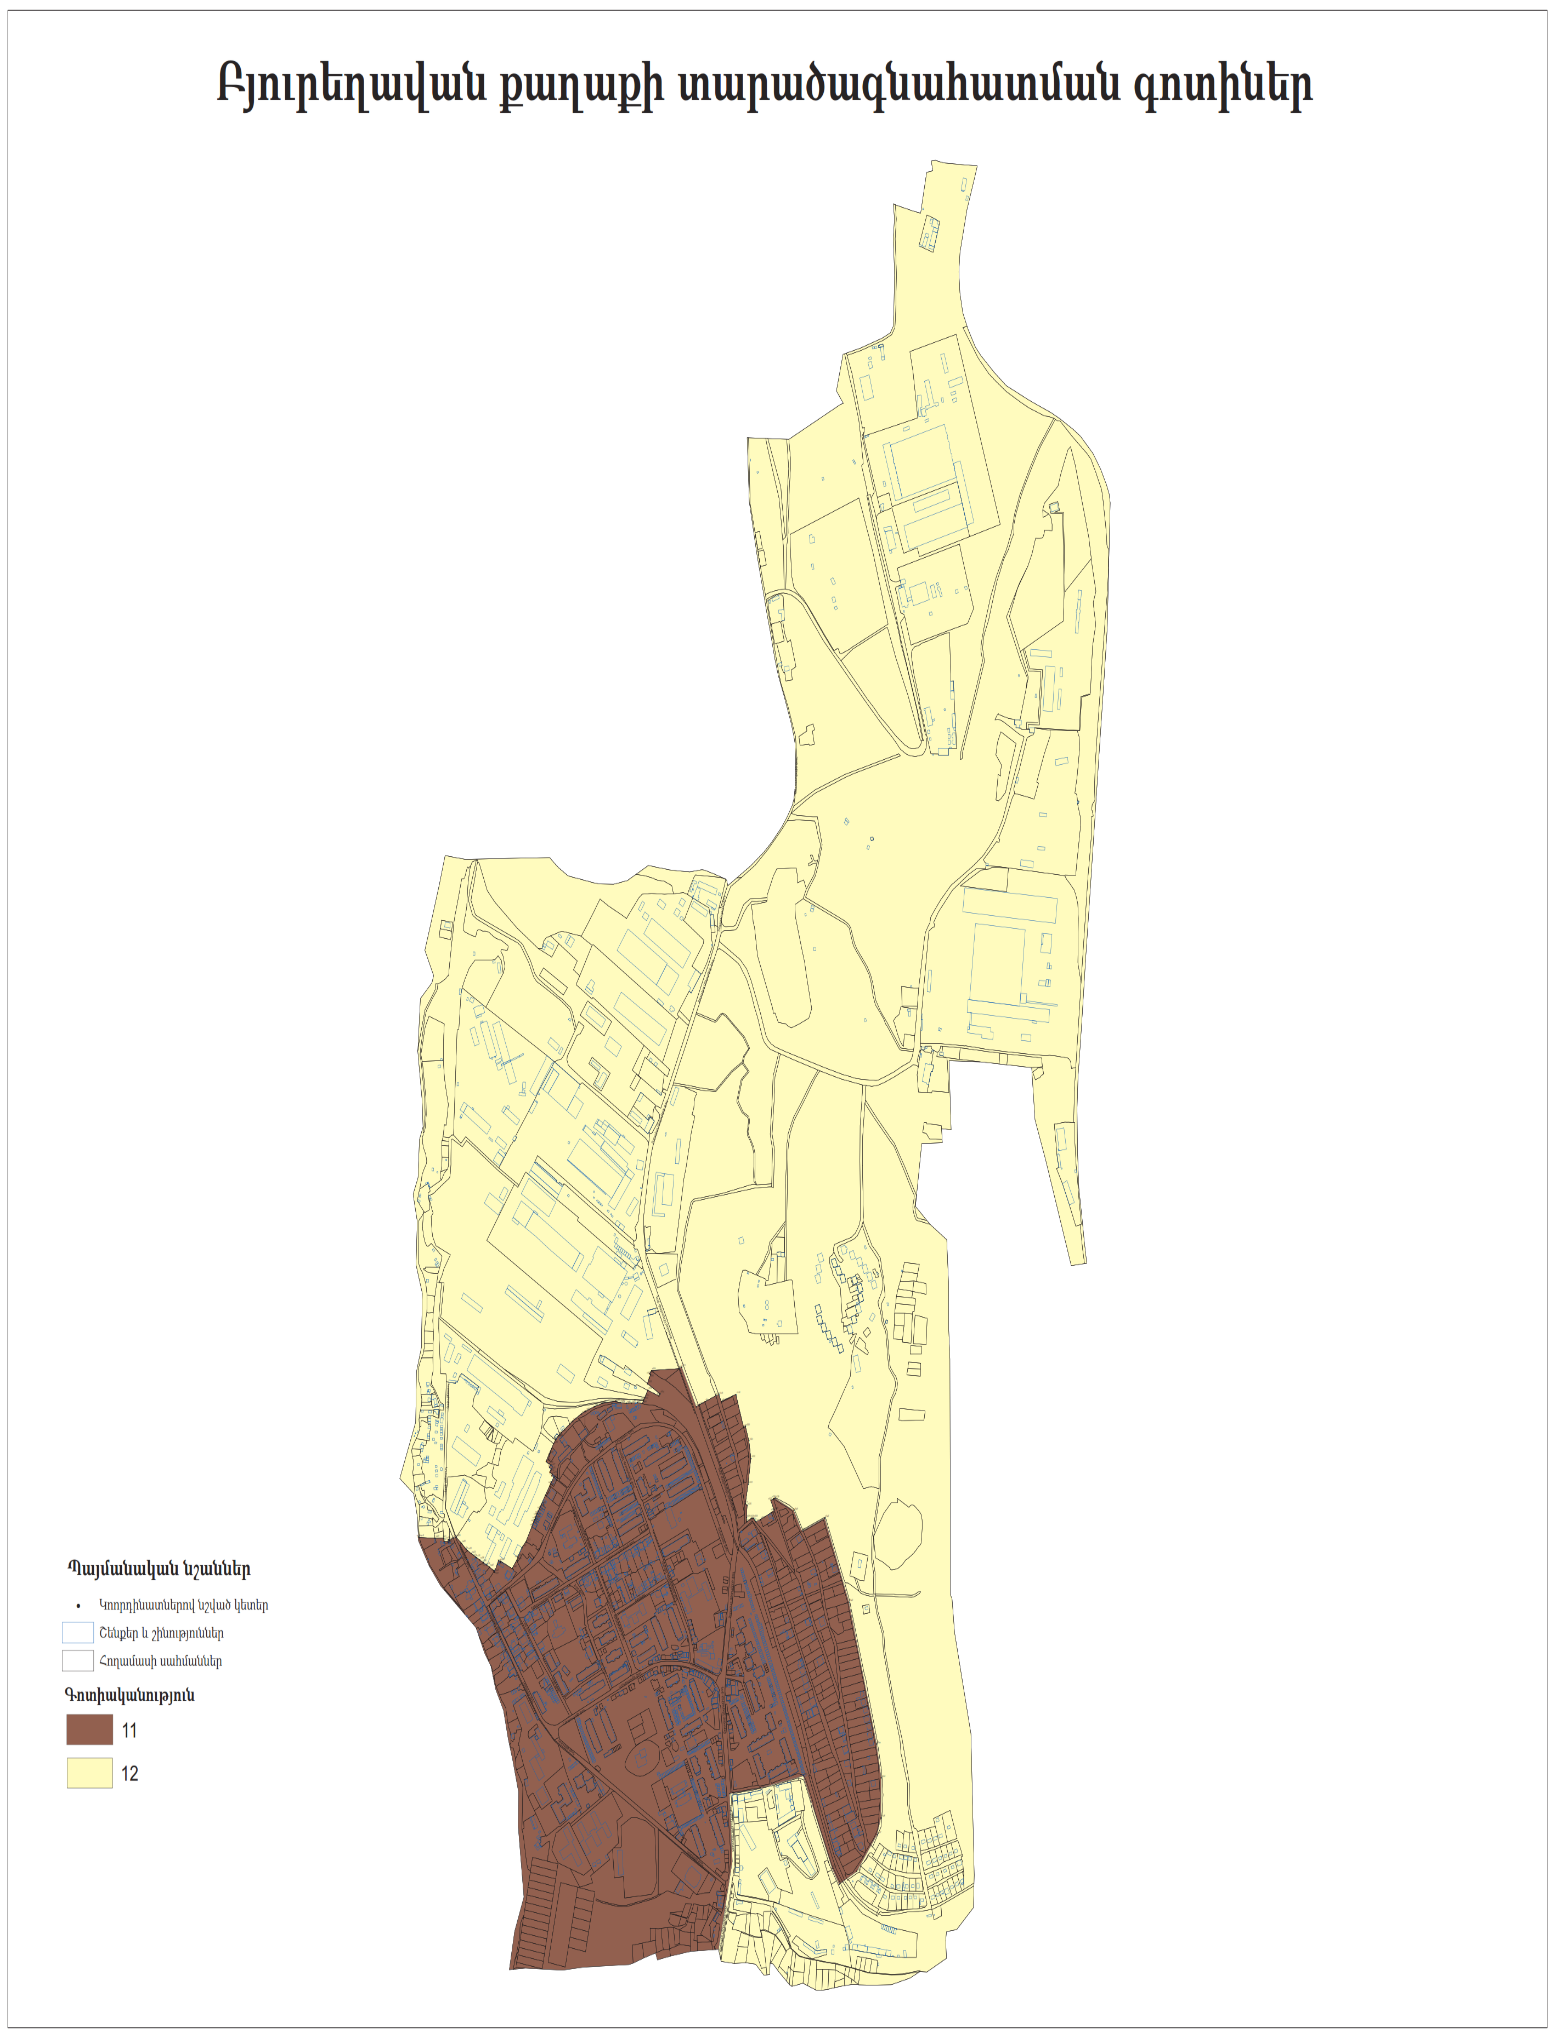 Բյուրեղավան քաղաքի տարածագնահատման գոտիներ
Պայմանական նշաններ
Կոորդինատներով նշված կետեր
Շենքեր և շինություններ
Հողամասի սահմաններ
Գոտիականություն
11
12